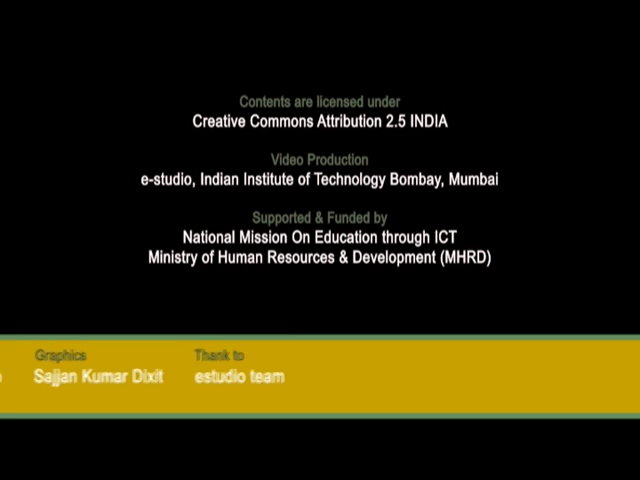 Contents are licensed under
Creative Commons Attribution 2.5 INDIA
Video Production
e-studio, Indian Institute of Technology Bombay, Mumbai
Supported & Funded by
National Mission On Education through ICT
Ministry of Human Resources & Development (MHRD)
Graphics
Sajjan Kumar Dixit
Thank to
estudio team